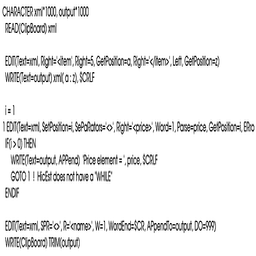 CHARACTER xml*1000, output*1000
READ(ClipBoard) xml
EDIT(Text=xml, Right='<item', Right=5, GetPosition=a, Right='</item>', Left, GetPosition=z)
WRITE(Text=output) xml( a : z), $CRLF
i = 1
1 EDIT(Text=xml, SetPosition=i, SePaRators='<>', Right='<price>', Word=1, Parse=price, GetPosition=i, ERro
IF(i > 0) THEN
WRITE(Text=output, APPend) 'Price element = ', price, $CRLF
GOTO 1 ! HicEst does not have a "WHILE"
ENDIF
EDIT(Text=xml, SPR='<>', R='<name>', W=1, WordEnd=$CR, APpendTo=output, DO=999)
WRITE(ClipBoard) TRIM(output)